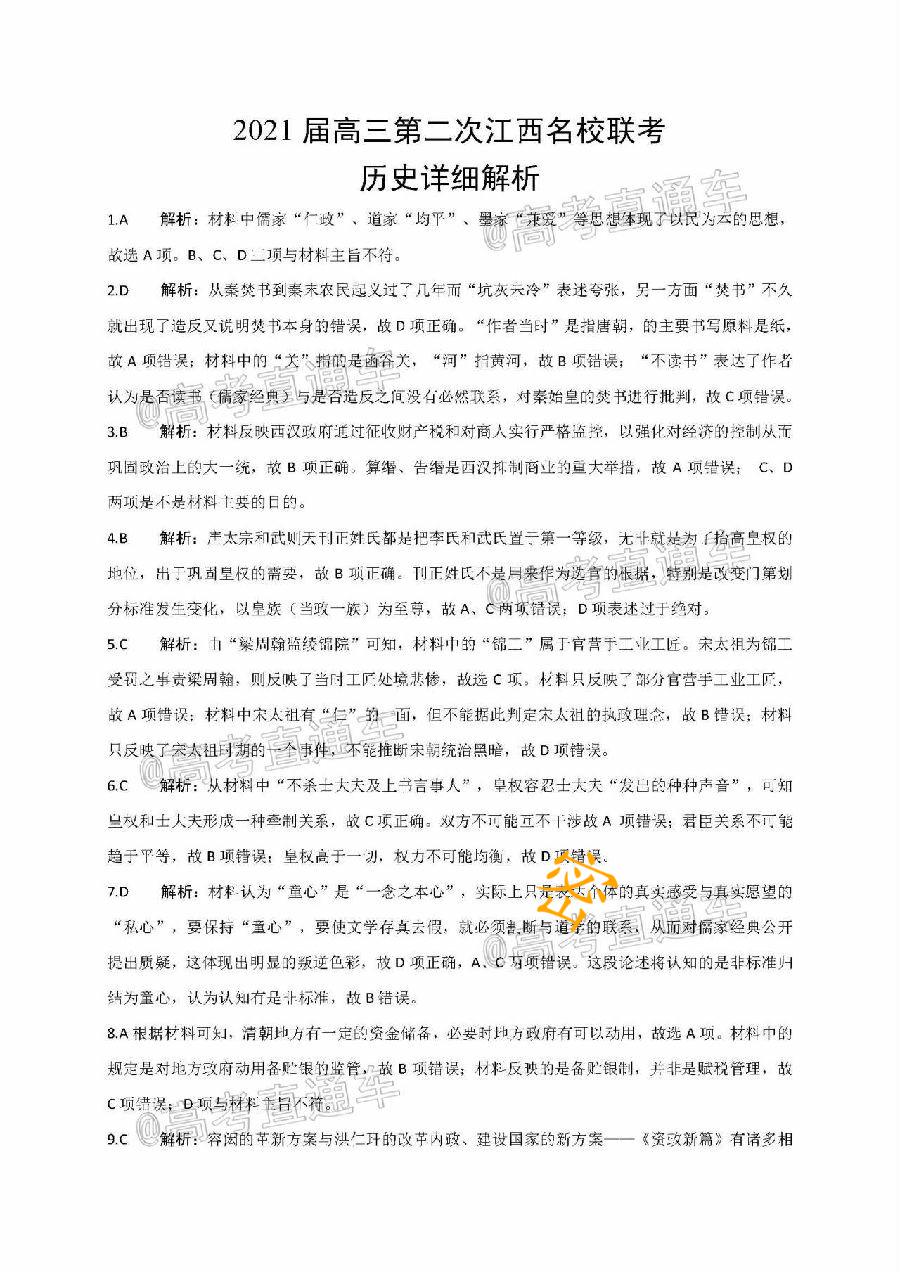 2021 届高三第二次江西名校联考
历史详细解析
1.A 解析：材料中儒家“仁政”、道家“均平”、墨家“兼爱”等思想体现了以民为本的思想，
故选 A 项。B、C、D 三项与材料主旨不符。
2.D 解析：从秦焚书到秦末农民起义过了几年而“坑灰未冷”表述夸张，另一方面“焚书”不久
就出现了造反又说明焚书本身的错误，故 D 项正确。“作者当时”是指唐朝，的主要书写原料是纸，
故 A 项错误；材料中的“关”指的是函谷关，“河”指黄河，故 B 项错误；“不读书”表达了作者
认为是否读书（儒家经典）与是否造反之间没有必然联系，对秦始皇的焚书进行批判，故 C 项错误。
3.B 解析：材料反映西汉政府通过征收财产税和对商人实行严格监控，以强化对经济的控制从而
巩固政治上的大一统，故 B 项正确。算缗、告缗是西汉抑制商业的重大举措，故 A 项错误； C、D
两项是不是材料主要的目的。
4.B 解析：唐太宗和武则天刊正姓氏都是把李氏和武氏置于第一等级，无非就是为了抬高皇权的
地位，出于巩固皇权的需要，故 B 项正确。刊正姓氏不是用来作为选官的根据，特别是改变门第划
分标准发生变化，以皇族（当政一族）为至尊，故 A、C 两项错误；D 项表述过于绝对。
5.C 解析：由“梁周翰监绫锦院”可知，材料中的“锦工”属于官营手工业工匠。宋太祖为锦工
受罚之事责梁周翰，则反映了当时工匠处境悲惨，故选 C 项。材料只反映了部分官营手工业工匠，
故 A 项错误；材料中宋太祖有“仁”的一面，但不能据此判定宋太祖的执政理念，故 B 错误；材料
只反映了宋太祖时期的一个事件，不能推断宋朝统治黑暗，故 D 项错误。
6.C 解析：从材料中“不杀士大夫及上书言事人”，皇权容忍士大夫“发出的种种声音”，可知
皇权和士大夫形成一种牵制关系，故 C 项正确。双方不可能互不干涉故 A 项错误；君臣关系不可能
趋于平等，故 B 项错误；皇权高于一切，权力不可能均衡，故 D 项错误。
7.D 解析：材料认为“童心”是“一念之本心”，实际上只是表达个体的真实感受与真实愿望的
“私心”，要保持“童心”，要使文学存真去假，就必须割断与道学的联系，从而对儒家经典公开
提出质疑，这体现出明显的叛逆色彩，故 D 项正确，A、C 两项错误。这段论述将认知的是非标准归
结为童心，认为认知有是非标准，故 B 错误。
8.A 根据材料可知，清朝地方有一定的资金储备，必要时地方政府有可以动用，故选 A 项。材料中的
规定是对地方政府动用备贮银的监管，故 B 项错误；材料反映的是备贮银制，并非是赋税管理，故
C 项错误；D 项与材料主旨不符。
9.C 解析：容闳的革新方案与洪仁玕的改革内政、建设国家的新方案——《资政新篇》有诸多相
@高考直通车
@高考直通车
@高考直通车
@高考直通车
@高考直通车
@高考直通车
密